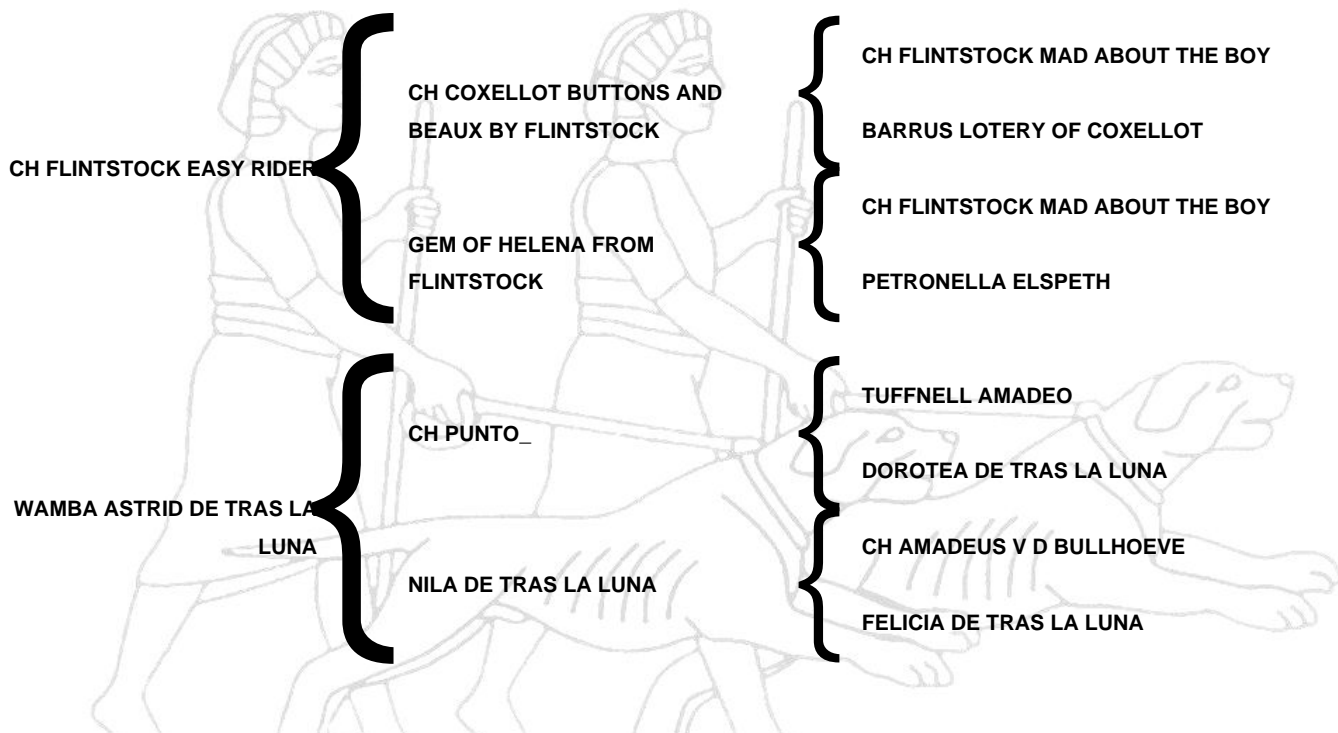 CH FLINTSTOCK EASY RIDER
CH COXELLOT BUTTONS AND
BEAUX BY FLINTSTOCK
CH FLINTSTOCK MAD ABOUT THE BOY
BARRUS LOTERY OF COXELLOT
GEM OF HELENA FROM
FLINTSTOCK
CH FLINTSTOCK MAD ABOUT THE BOY
PETRONELLA ELSPETH
WAMBA ASTRID DE TRAS LA
LUNA
CH PUNTO_
TUFFNELL AMADEO
DOROTEA DE TRAS LA LUNA
NILA DE TRAS LA LUNA
CH AMADEUS V D BULLHOEVE
FELICIA DE TRAS LA LUNA